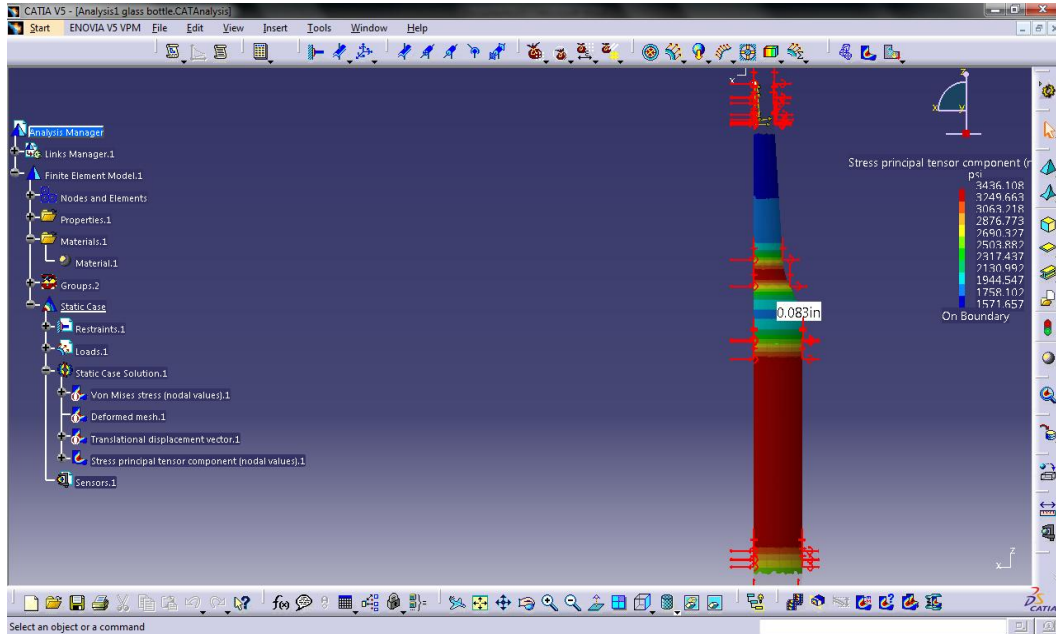 CATIA V5 - [Analysis1 glass bottle.CATAnalysis]
Start ENOVIA V5 VPM File Edit View Insert Tools Window Help
Analysis Manager
Links Manager.1
Finite Element Model.1
Nodes and Elements
Properties.1
Materials.1
Material.1
Groups.2
Static Case
Restraints.1
Loads.1
Static Case Solution.1
Von Mises stress (nodal values).1
Deformed mesh.1
Translational displacement vector.1
Stress principal tensor component (nodal values).1
Sensors.1
x
0.083in
z
x y
Stress principal tensor component (n
psi
3436.108
3249.663
3063.218
2876.773
2690.327
2503.882
2317.437
2130.992
1944.547
1758.102
1571.657
On Boundary
z
x
f(x)
CATIA
Select an object or a command